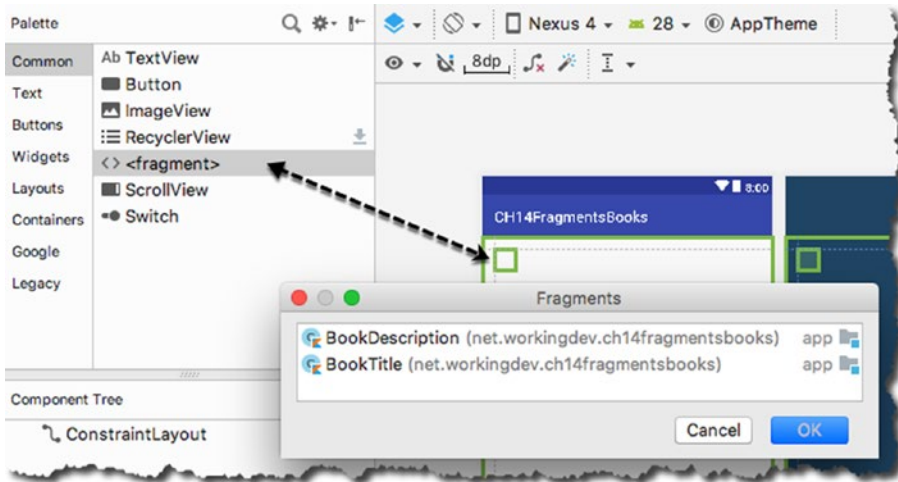 Palette
Nexus 4
28
AppTheme
Common
Text
Buttons
Widgets
Layouts
Containers
Google
Legacy
Ab TextView
Button
ImageView
RecyclerView
<> <fragment>
ScrollView
Switch
8dp
8:00
CH14FragmentsBooks
Fragments
BookDescription (net.workingdev.ch14fragmentsbooks) app
BookTitle (net.workingdev.ch14fragmentsbooks) app
Cancel
OK
Component Tree
ConstraintLayout